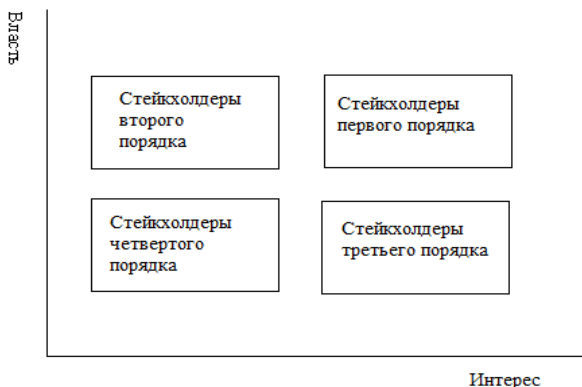 Власть
Стейкхолдеры
второго
порядка
Стейкхолдеры
первого порядка
Стейкхолдеры
четвертого
порядка
Стейкхолдеры
третьего порядка
Интерес